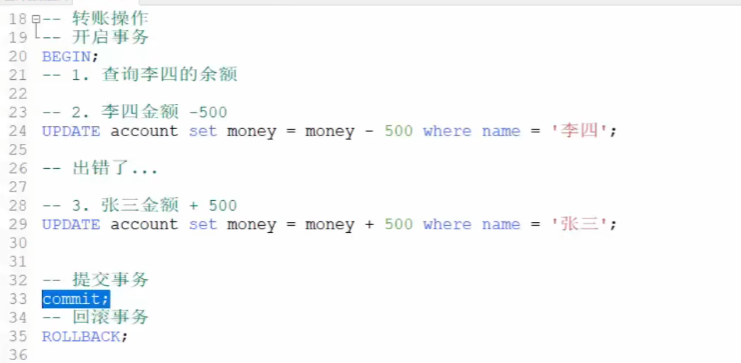 18 -- 转账操作
19 -- 开启事务
20 BEGIN;
21 -- 1. 查询李四的余额
22
23 -- 2. 李四金额 -500
24 UPDATE account set money = money - 500 where name = '李四';
25
26 -- 出错了...
27
28 -- 3. 张三金额 + 500
29 UPDATE account set money = money + 500 where name = '张三';
30
31
32 -- 提交事务
33 commit;
34 -- 回滚事务
35 ROLLBACK;
36